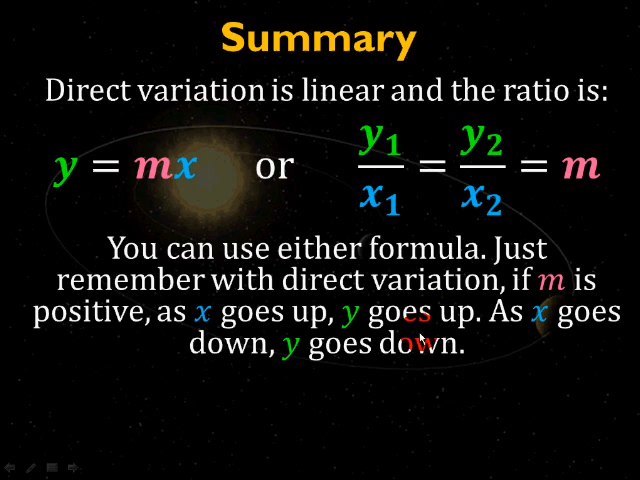 Summary
Direct variation is linear and the ratio is:
y = mx or y₁/x₁ = y₂/x₂ = m
You can use either formula. Just
remember with direct variation, if m is
positive, as x goes up, y goes up. As x goes
down, y goes down.